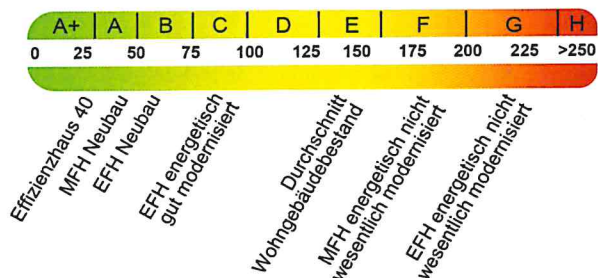 A+ A B C D E F G H
0 25 50 75 100 125 150 175 200 225 >250
Effizienzhaus 40
MFH Neubau
EFH Neubau
EFH energetisch
gut modernisiert
Durchschnitt
Wohngebäudebestand
MFH energetisch nicht
wesentlich modernisiert
EFH energetisch nicht
wesentlich modernisiert